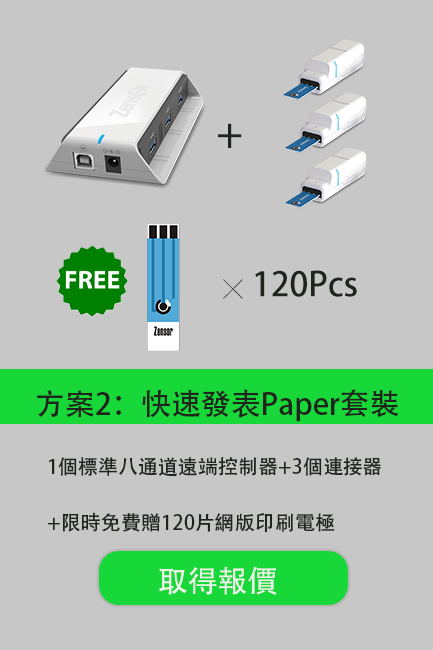 Zensor
+
FREE
Zensor
× 120Pcs
方案2：快速發表Paper套裝
1個標準八通道遠端控制器+3個連接器
+限時免費贈120片網版印刷電極
取得報價